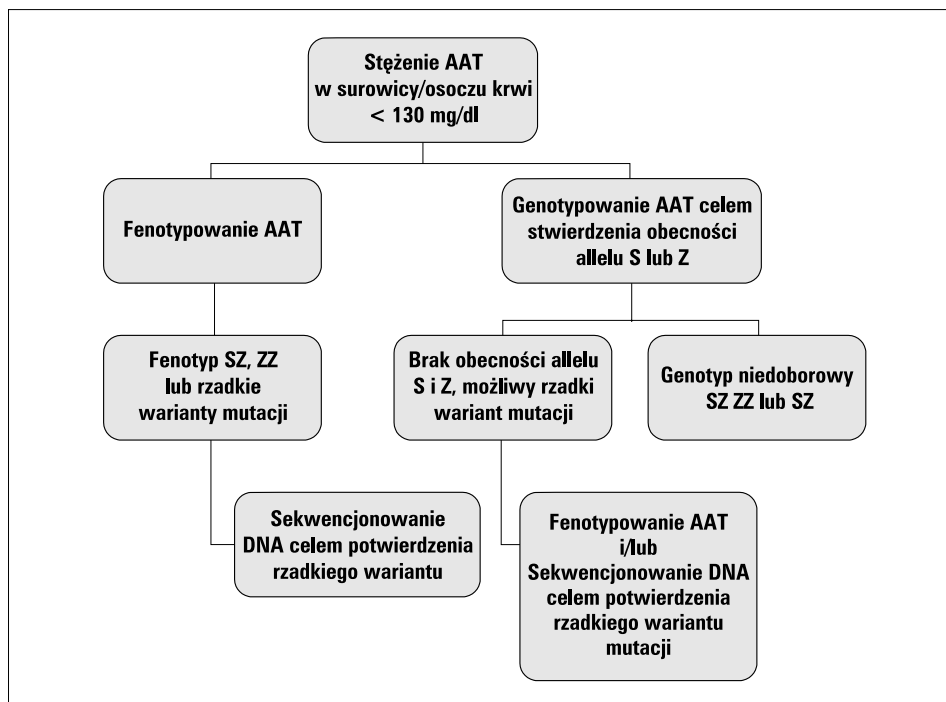 Stężenie AAT
w surowicy/osoczu krwi
< 130 mg/dl
Fenotypowanie AAT
Genotypowanie AAT celem
stwierdzenia obecności
allelu S lub Z
Fenotyp SZ, ZZ
lub rzadkie
warianty mutacji
Brak obecności allelu
S i Z, możliwy rzadki
wariant mutacji
Genotyp niedoborowy
SZ ZZ lub SZ
Sekwencjonowanie
DNA celem potwierdzenia
rzadkiego wariantu
Fenotypowanie AAT
i/lub
Sekwencjonowanie DNA
celem potwierdzenia
rzadkiego wariantu
mutacji